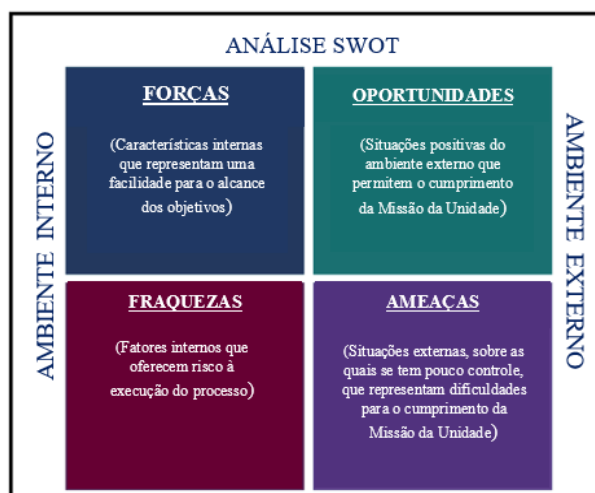 ANÁLISE SWOT
AMBIENTE INTERNO
FORÇAS
(Características internas
que representam uma
facilidade para o alcance
dos objetivos)
OPORTUNIDADES
(Situações positivas do
ambiente externo que
permitem o cumprimento
da Missão da Unidade)
FRAQUEZAS
(Fatores internos que
oferecem risco à
execução do processo)
AMEAÇAS
(Situações externas, sobre as
quais se tem pouco controle,
que representam dificuldades
para o cumprimento da
Missão da Unidade)
AMBIENTE EXTERNO